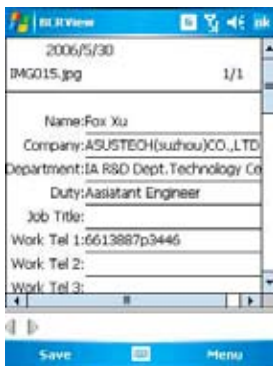 BCRView
ok
2006/5/30
IMG015.jpg 1/1
Name:Fox Xu
Company:ASUSTECH(suzhou)CO.,LTD
Department:IA R&D Dept.Technology Ce
Duty:Aasiatant Engineer
Job Title:
Work Tel 1:6613887p3446
Work Tel 2:
Work Tel 3:
Save Menu